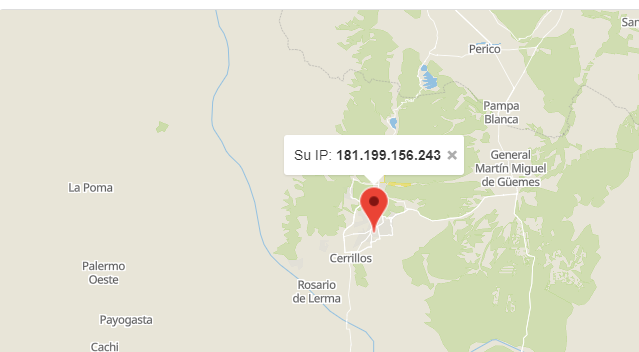 San
Perico
Pampa
Blanca
Su IP: 181.199.156.243 ×
General
Martín Miguel
de Güemes
La Poma
Cerrillos
Palermo
Oeste
Rosario
de Lerma
Payogasta
Cachi